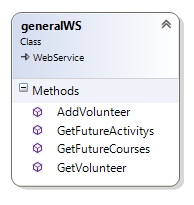 generalWS
Class
WebService
Methods
AddVolunteer
GetFutureActivitys
GetFutureCourses
GetVolunteer